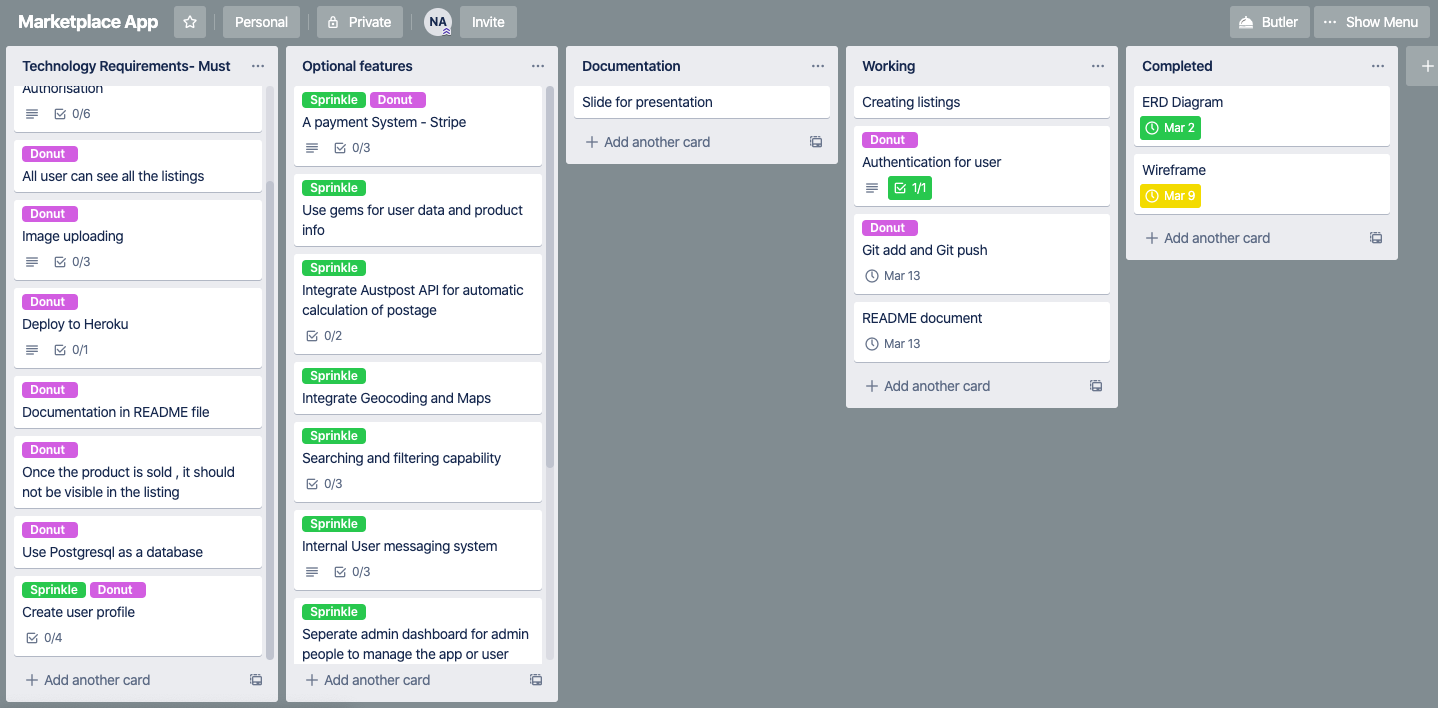 Marketplace App
Personal
Private
NA
Invite
Butler
Show Menu
Technology Requirements- Must
Authorisation
0/6
Donut
All user can see all the listings
Donut
Image uploading
0/3
Donut
Deploy to Heroku
0/1
Donut
Documentation in README file
Donut
Once the product is sold , it should
not be visible in the listing
Donut
Use Postgresql as a database
Sprinkle Donut
Create user profile
0/4
Add another card
Optional features
Sprinkle Donut
A payment System - Stripe
0/3
Sprinkle
Use gems for user data and product
info
Sprinkle
Integrate Austpost API for automatic
calculation of postage
0/2
Sprinkle
Integrate Geocoding and Maps
Sprinkle
Searching and filtering capability
0/3
Sprinkle
Internal User messaging system
0/3
Sprinkle
Seperate admin dashboard for admin
people to manage the app or user
Add another card
Documentation
Slide for presentation
Add another card
Working
Creating listings
Donut
Authentication for user
1/1
Donut
Git add and Git push
Mar 13
README document
Mar 13
Add another card
Completed
ERD Diagram
Mar 2
Wireframe
Mar 9
Add another card